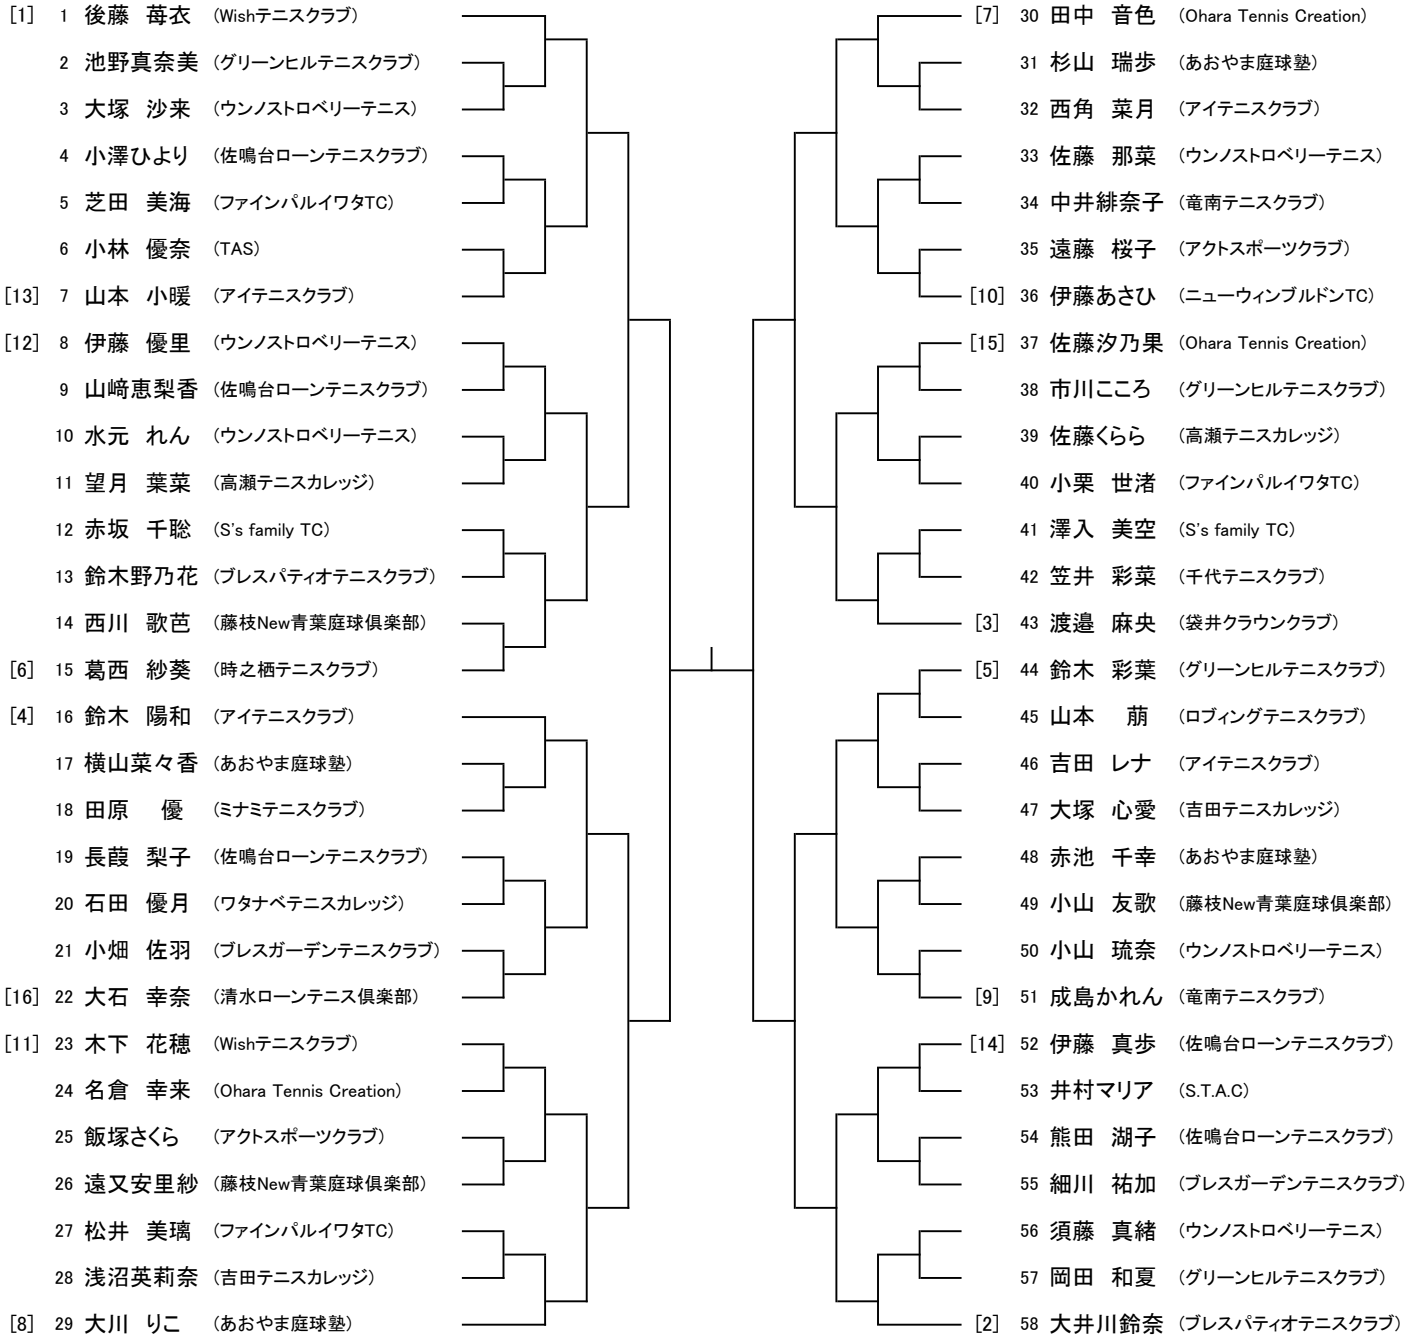 [1] 1 後藤 苺衣 (Wishテニスクラブ)
2 池野真奈美 (グリーンヒルテニスクラブ)
3 大塚 沙来 (ウンノストロベリーテニス)
4 小澤ひより (佐鳴台ローンテニスクラブ)
5 芝田 美海 (ファインパルイワタTC)
6 小林 優奈 (TAS)
[13] 7 山本 小暖 (アイテニスクラブ)
[12] 8 伊藤 優里 (ウンノストロベリーテニス)
9 山﨑恵梨香 (佐鳴台ローンテニスクラブ)
10 水元 れん (ウンノストロベリーテニス)
11 望月 葉菜 (高瀬テニスカレッジ)
12 赤坂 千聡 (S's family TC)
13 鈴木野乃花 (ブレスパティオテニスクラブ)
14 西川 歌芭 (藤枝New青葉庭球倶楽部)
[6] 15 葛西 紗葵 (時之栖テニスクラブ)
[4] 16 鈴木 陽和 (アイテニスクラブ)
17 横山菜々香 (あおやま庭球塾)
18 田原 優 (ミナミテニスクラブ)
19 長葭 梨子 (佐鳴台ローンテニスクラブ)
20 石田 優月 (ワタナベテニスカレッジ)
21 小畑 佐羽 (ブレスガーデンテニスクラブ)
[16] 22 大石 幸奈 (清水ローンテニス倶楽部)
[11] 23 木下 花穂 (Wishテニスクラブ)
24 名倉 幸来 (Ohara Tennis Creation)
25 飯塚さくら (アクトスポーツクラブ)
26 遠又安里紗 (藤枝New青葉庭球倶楽部)
27 松井 美璃 (ファインパルイワタTC)
28 浅沼英莉奈 (吉田テニスカレッジ)
[8] 29 大川 りこ (あおやま庭球塾)
[7] 30 田中 音色 (Ohara Tennis Creation)
31 杉山 瑞歩 (あおやま庭球塾)
32 西角 菜月 (アイテニスクラブ)
33 佐藤 那菜 (ウンノストロベリーテニス)
34 中井緋奈子 (竜南テニスクラブ)
35 遠藤 桜子 (アクトスポーツクラブ)
[10] 36 伊藤あさひ (ニューウィンブルドンTC)
[15] 37 佐藤汐乃果 (Ohara Tennis Creation)
38 市川こころ (グリーンヒルテニスクラブ)
39 佐藤くらら (高瀬テニスカレッジ)
40 小栗 世渚 (ファインパルイワタTC)
41 澤入 美空 (S's family TC)
42 笠井 彩菜 (千代テニスクラブ)
[3] 43 渡邉 麻央 (袋井クラウンクラブ)
[5] 44 鈴木 彩葉 (グリーンヒルテニスクラブ)
45 山本 萠 (ロブィングテニスクラブ)
46 吉田 レナ (アイテニスクラブ)
47 大塚 心愛 (吉田テニスカレッジ)
48 赤池 千幸 (あおやま庭球塾)
49 小山 友歌 (藤枝New青葉庭球倶楽部)
50 小山 琉奈 (ウンノストロベリーテニス)
[9] 51 成島かれん (竜南テニスクラブ)
[14] 52 伊藤 真歩 (佐鳴台ローンテニスクラブ)
53 井村マリア (S.T.A.C)
54 熊田 湖子 (佐鳴台ローンテニスクラブ)
55 細川 祐加 (ブレスガーデンテニスクラブ)
56 須藤 真緒 (ウンノストロベリーテニス)
57 岡田 和夏 (グリーンヒルテニスクラブ)
[2] 58 大井川鈴奈 (ブレスパティオテニスクラブ)